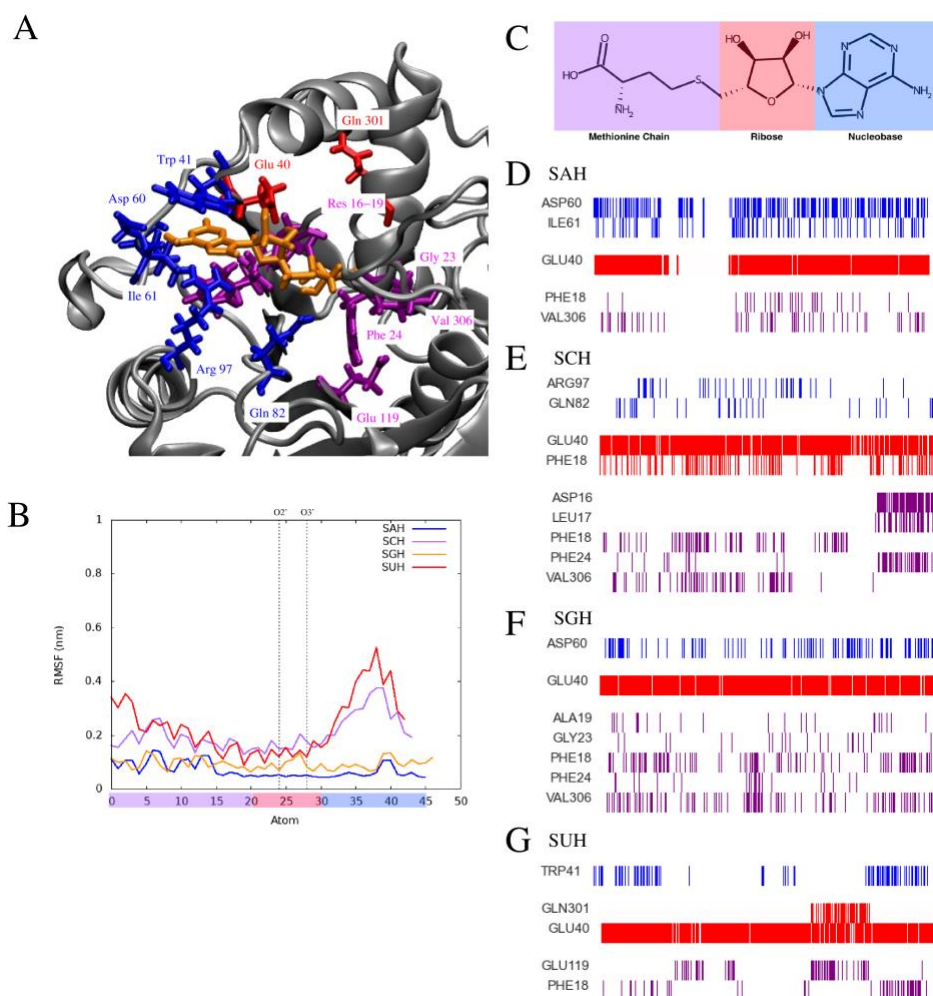 A
Gln 301
Trp 41
Glu 40
Asp 60
Res 16–19
Gly 23
Ile 61
Val 306
Phe 24
Arg 97
Gln 82
Glu 119
B
O2' O3'
SAH
SCH
SGH
SUH
1
0.8
0.6
0.4
0.2
0
RMSF (nm)
0 5 10 15 20 25 30 35 40 45 50
Atom
C
O
HO
NH₂
S
HO OH
O
N
N
N
N
NH₂
Methionine Chain Ribose Nucleobase
D SAH
ASP60
ILE61
GLU40
PHE18
VAL306
E SCH
ARG97
GLN82
GLU40
PHE18
ASP16
LEU17
PHE18
PHE24
VAL306
F SGH
ASP60
GLU40
ALA19
GLY23
PHE18
PHE24
VAL306
G SUH
TRP41
GLN301
GLU40
GLU119
PHE18